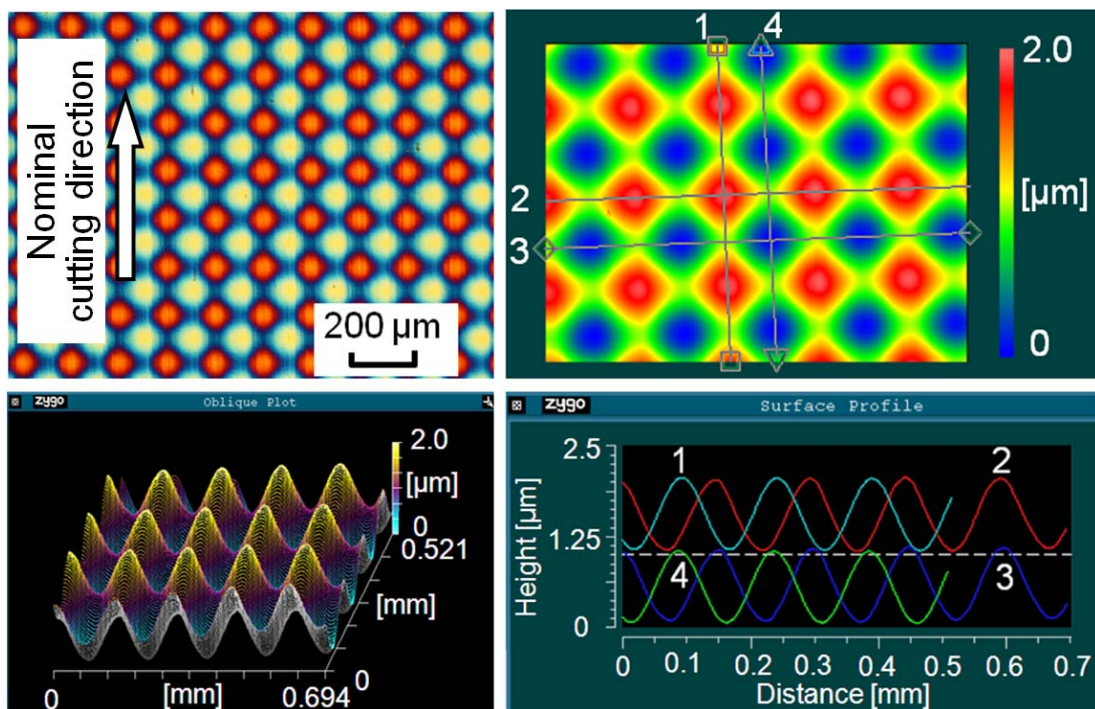 Nominal
cutting direction
200 µm
1
4
2
3
2.0
[µm]
0
zygo
Oblique Plot
2.0
[µm]
0
0.521
[mm]
0
0
[mm]
0.694
zygo
Surface Profile
2.5
1
2
1.25
4
3
0
Height [µm]
0
0.1
0.2
0.3
0.4
0.5
0.6
0.7
Distance [mm]